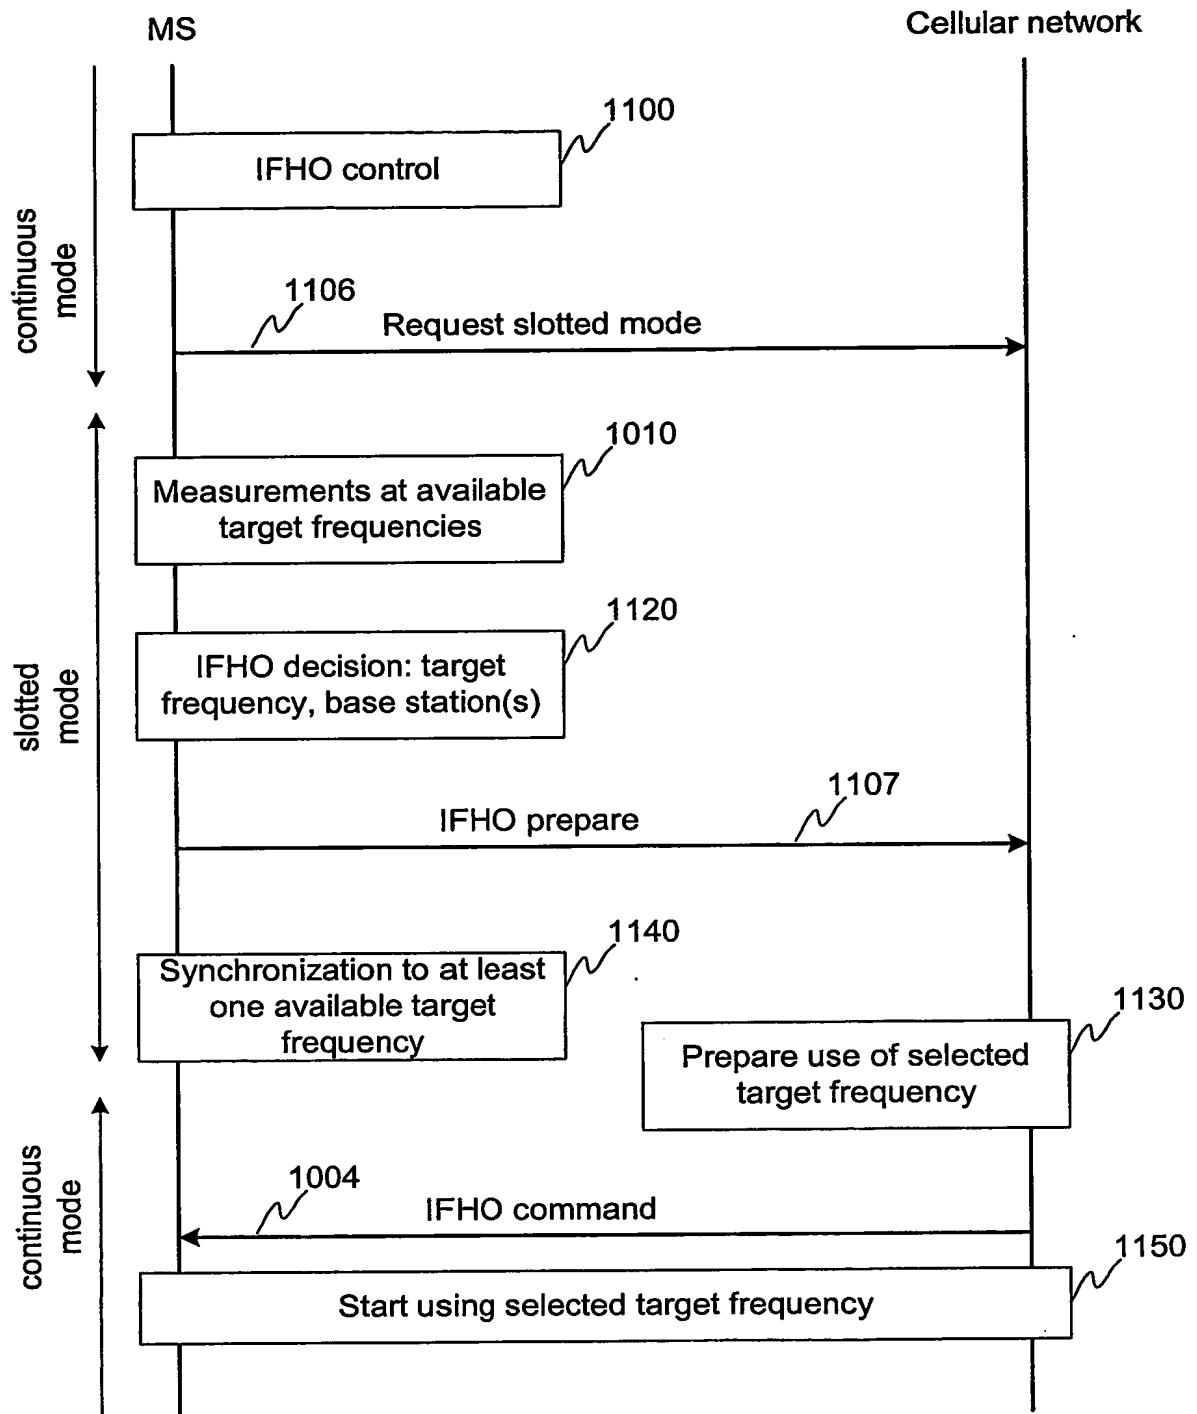 MS
Cellular network
1100
IFHO control
continuous
mode
1106
Request slotted mode
1010
Measurements at available
target frequencies
1120
IFHO decision: target
frequency, base station(s)
slotted
mode
1107
IFHO prepare
1140
Synchronization to at least
one available target
frequency
1130
Prepare use of selected
target frequency
continuous
mode
1004
IFHO command
1150
Start using selected target frequency